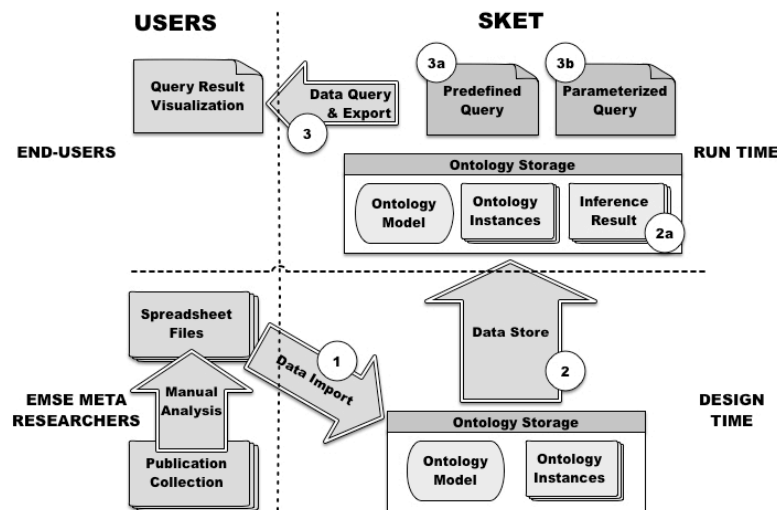 USERS
SKET
3a
3b
Query Result
Visualization
Data Query
& Export
3
Predefined
Query
Parameterized
Query
END-USERS
RUN TIME
Ontology Storage
Ontology
Model
Ontology
Instances
Inference
Result
2a
Spreadsheet
Files
1
Data Import
Data Store
2
EMSE META
RESEARCHERS
Manual
Analysis
DESIGN
TIME
Ontology Storage
Publication
Collection
Ontology
Model
Ontology
Instances